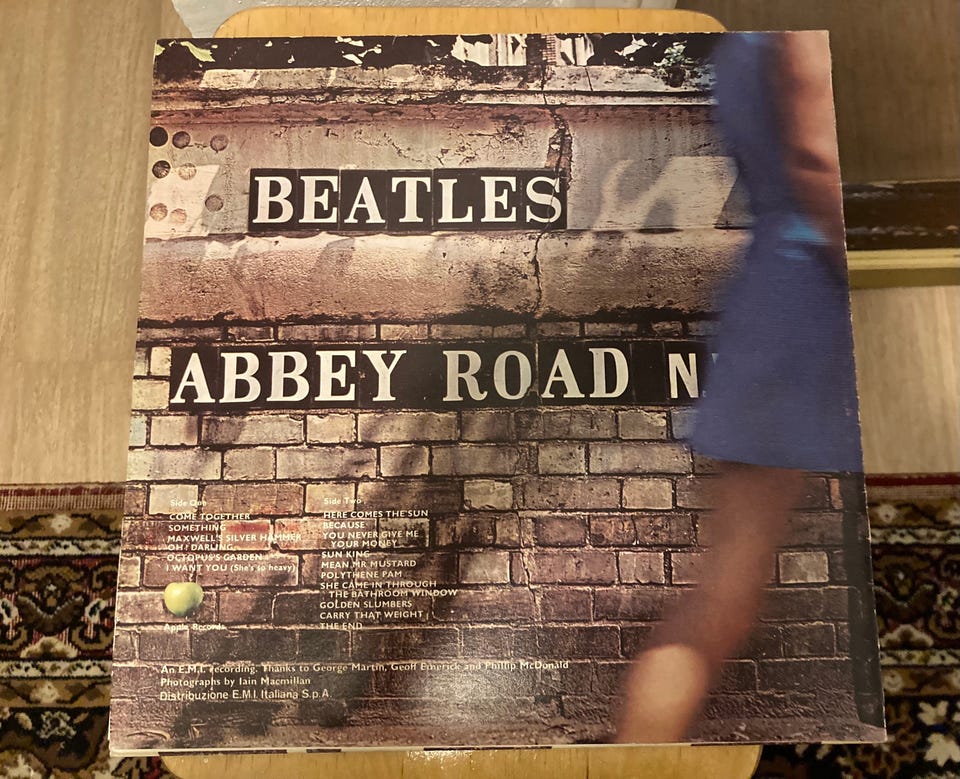 BEATLES
ABBEY ROAD N
Side One
COME TOGETHER
SOMETHING
MAXWELL'S SILVER HAMMER
OH! DARLING
OCTOPUS'S GARDEN
I WANT YOU (She's so heavy)
Side Two
HERE COMES THE SUN
BECAUSE
YOU NEVER GIVE ME
YOUR MONEY
SUN KING
MEAN MR MUSTARD
POLYTHENE PAM
SHE CAME IN THROUGH
THE BATHROOM WINDOW
GOLDEN SLUMBERS
CARRY THAT WEIGHT
THE END
Apple Records
An E.M.I. recording. Thanks to George Martin, Geoff Emerick and Phillip McDonald
Photographs by Iain Macmillan
Distribuzione E.M.I. Italiana S.p.A.